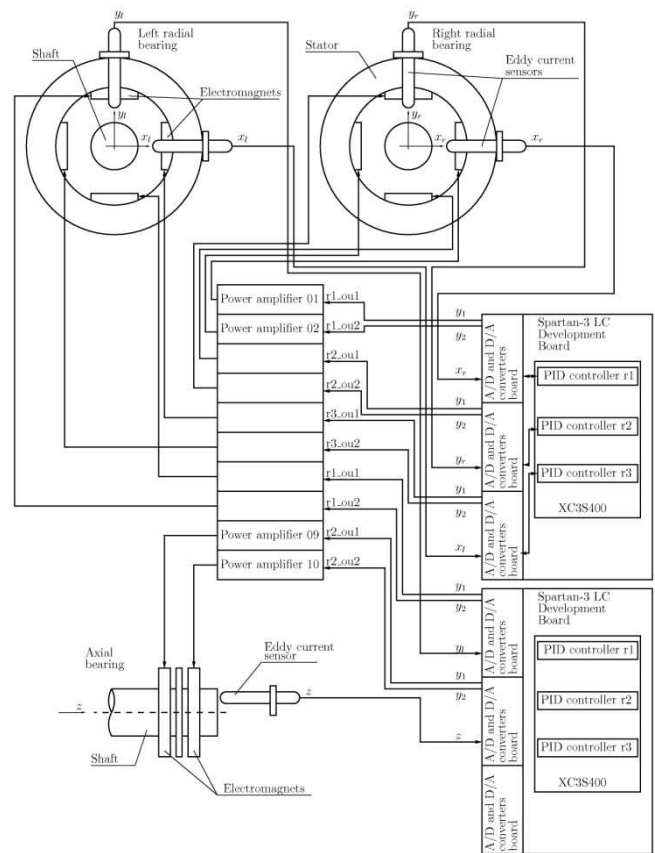 y_l
Left radial
bearing
Shaft
Electromagnets
y_l
x_l
x_l
y_r
Right radial
bearing
Stator
Eddy current
sensors
y_r
x_r
x_r
Power amplifier 01
Power amplifier 02
Power amplifier 09
Power amplifier 10
r1_ou1
r1_ou2
r2_ou1
r2_ou2
r3_ou1
r3_ou2
r1_ou1
r1_ou2
r2_ou1
r2_ou2
y_1
y_2
x_r
y_1
y_2
y_r
y_1
y_2
x_l
A/D and D/A
converters
board
A/D and D/A
converters
board
A/D and D/A
converters
board
Spartan-3 LC
Development
Board
PID controller r1
PID controller r2
PID controller r3
XC3S400
y_1
y_2
y_l
y_1
y_2
z
A/D and D/A
converters
board
A/D and D/A
converters
board
A/D and D/A
converters
board
Spartan-3 LC
Development
Board
PID controller r1
PID controller r2
PID controller r3
XC3S400
Axial
bearing
Eddy current
sensor
z
z
Shaft
Electromagnets